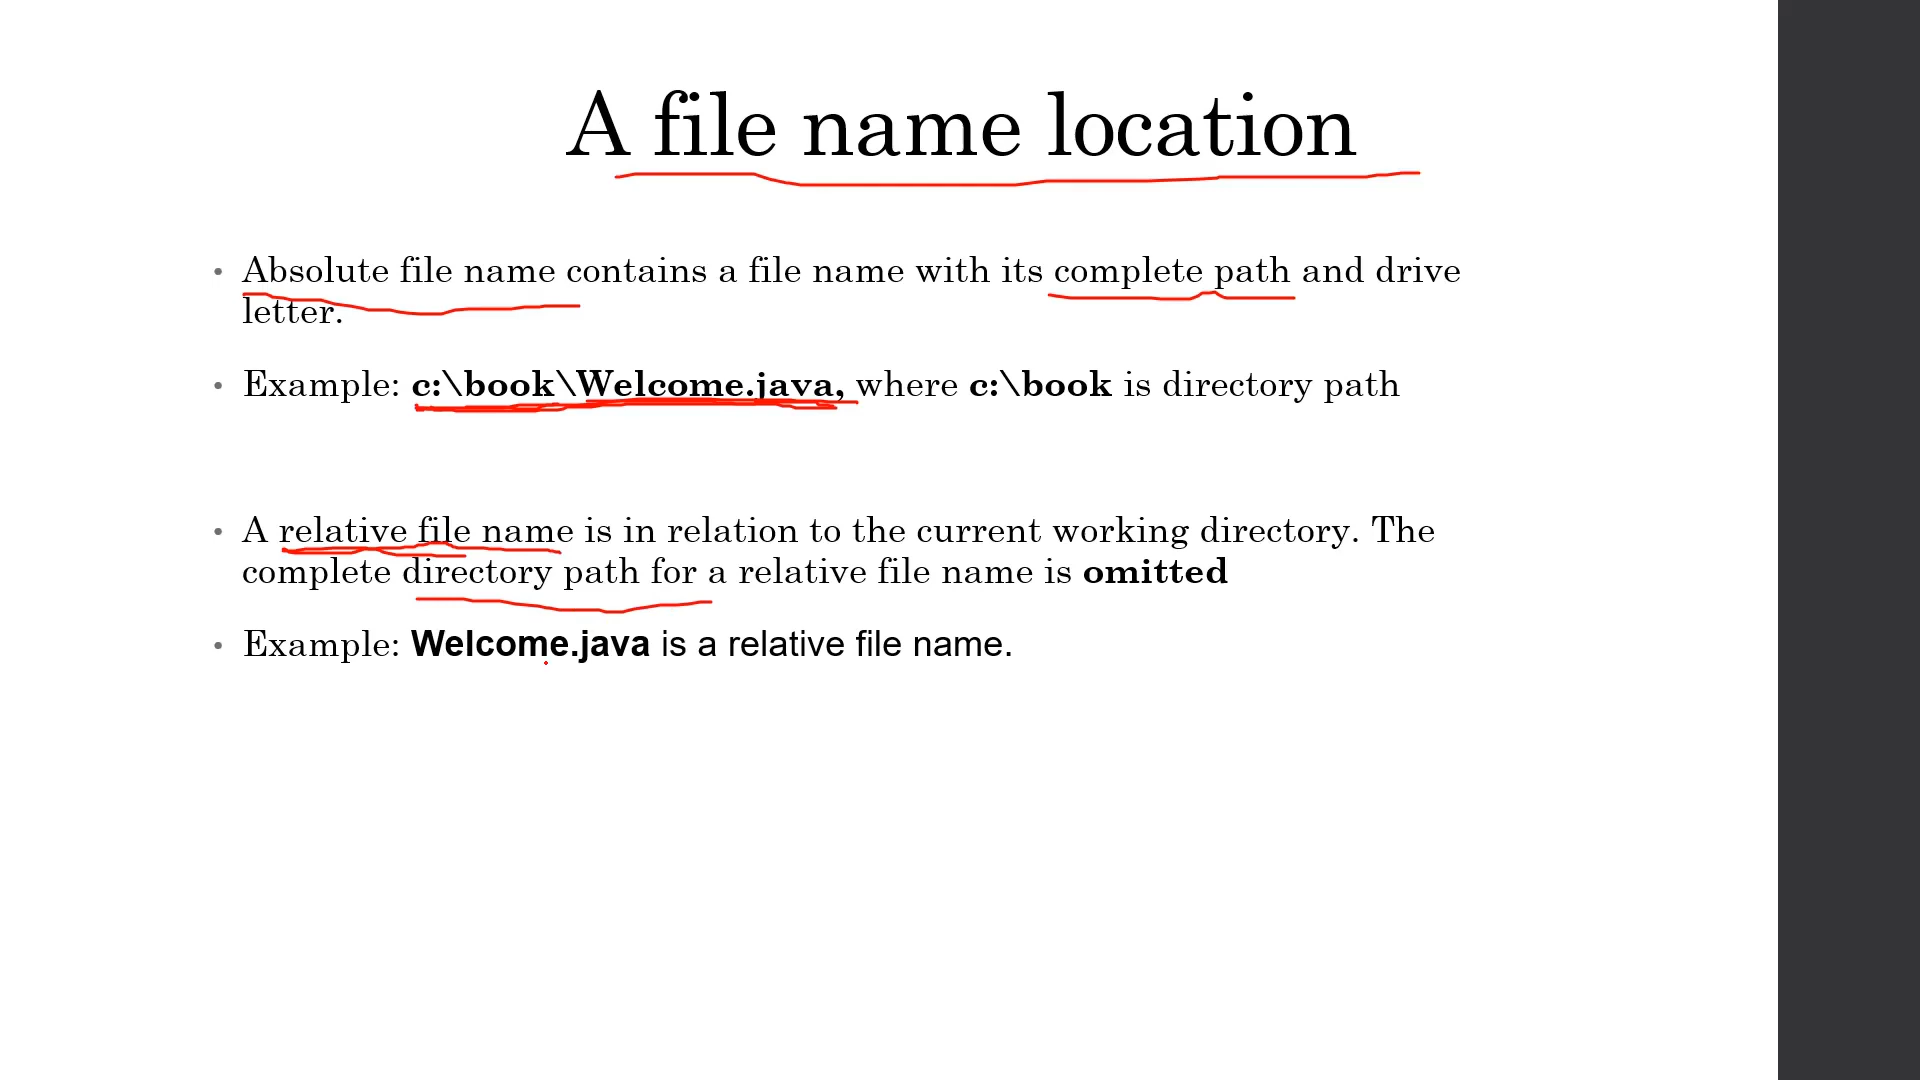 A file name location
• Absolute file name contains a file name with its complete path and drive
letter.
• Example: c:\book\Welcome.java, where c:\book is directory path
• A relative file name is in relation to the current working directory. The
complete directory path for a relative file name is omitted
• Example: Welcome.java is a relative file name.